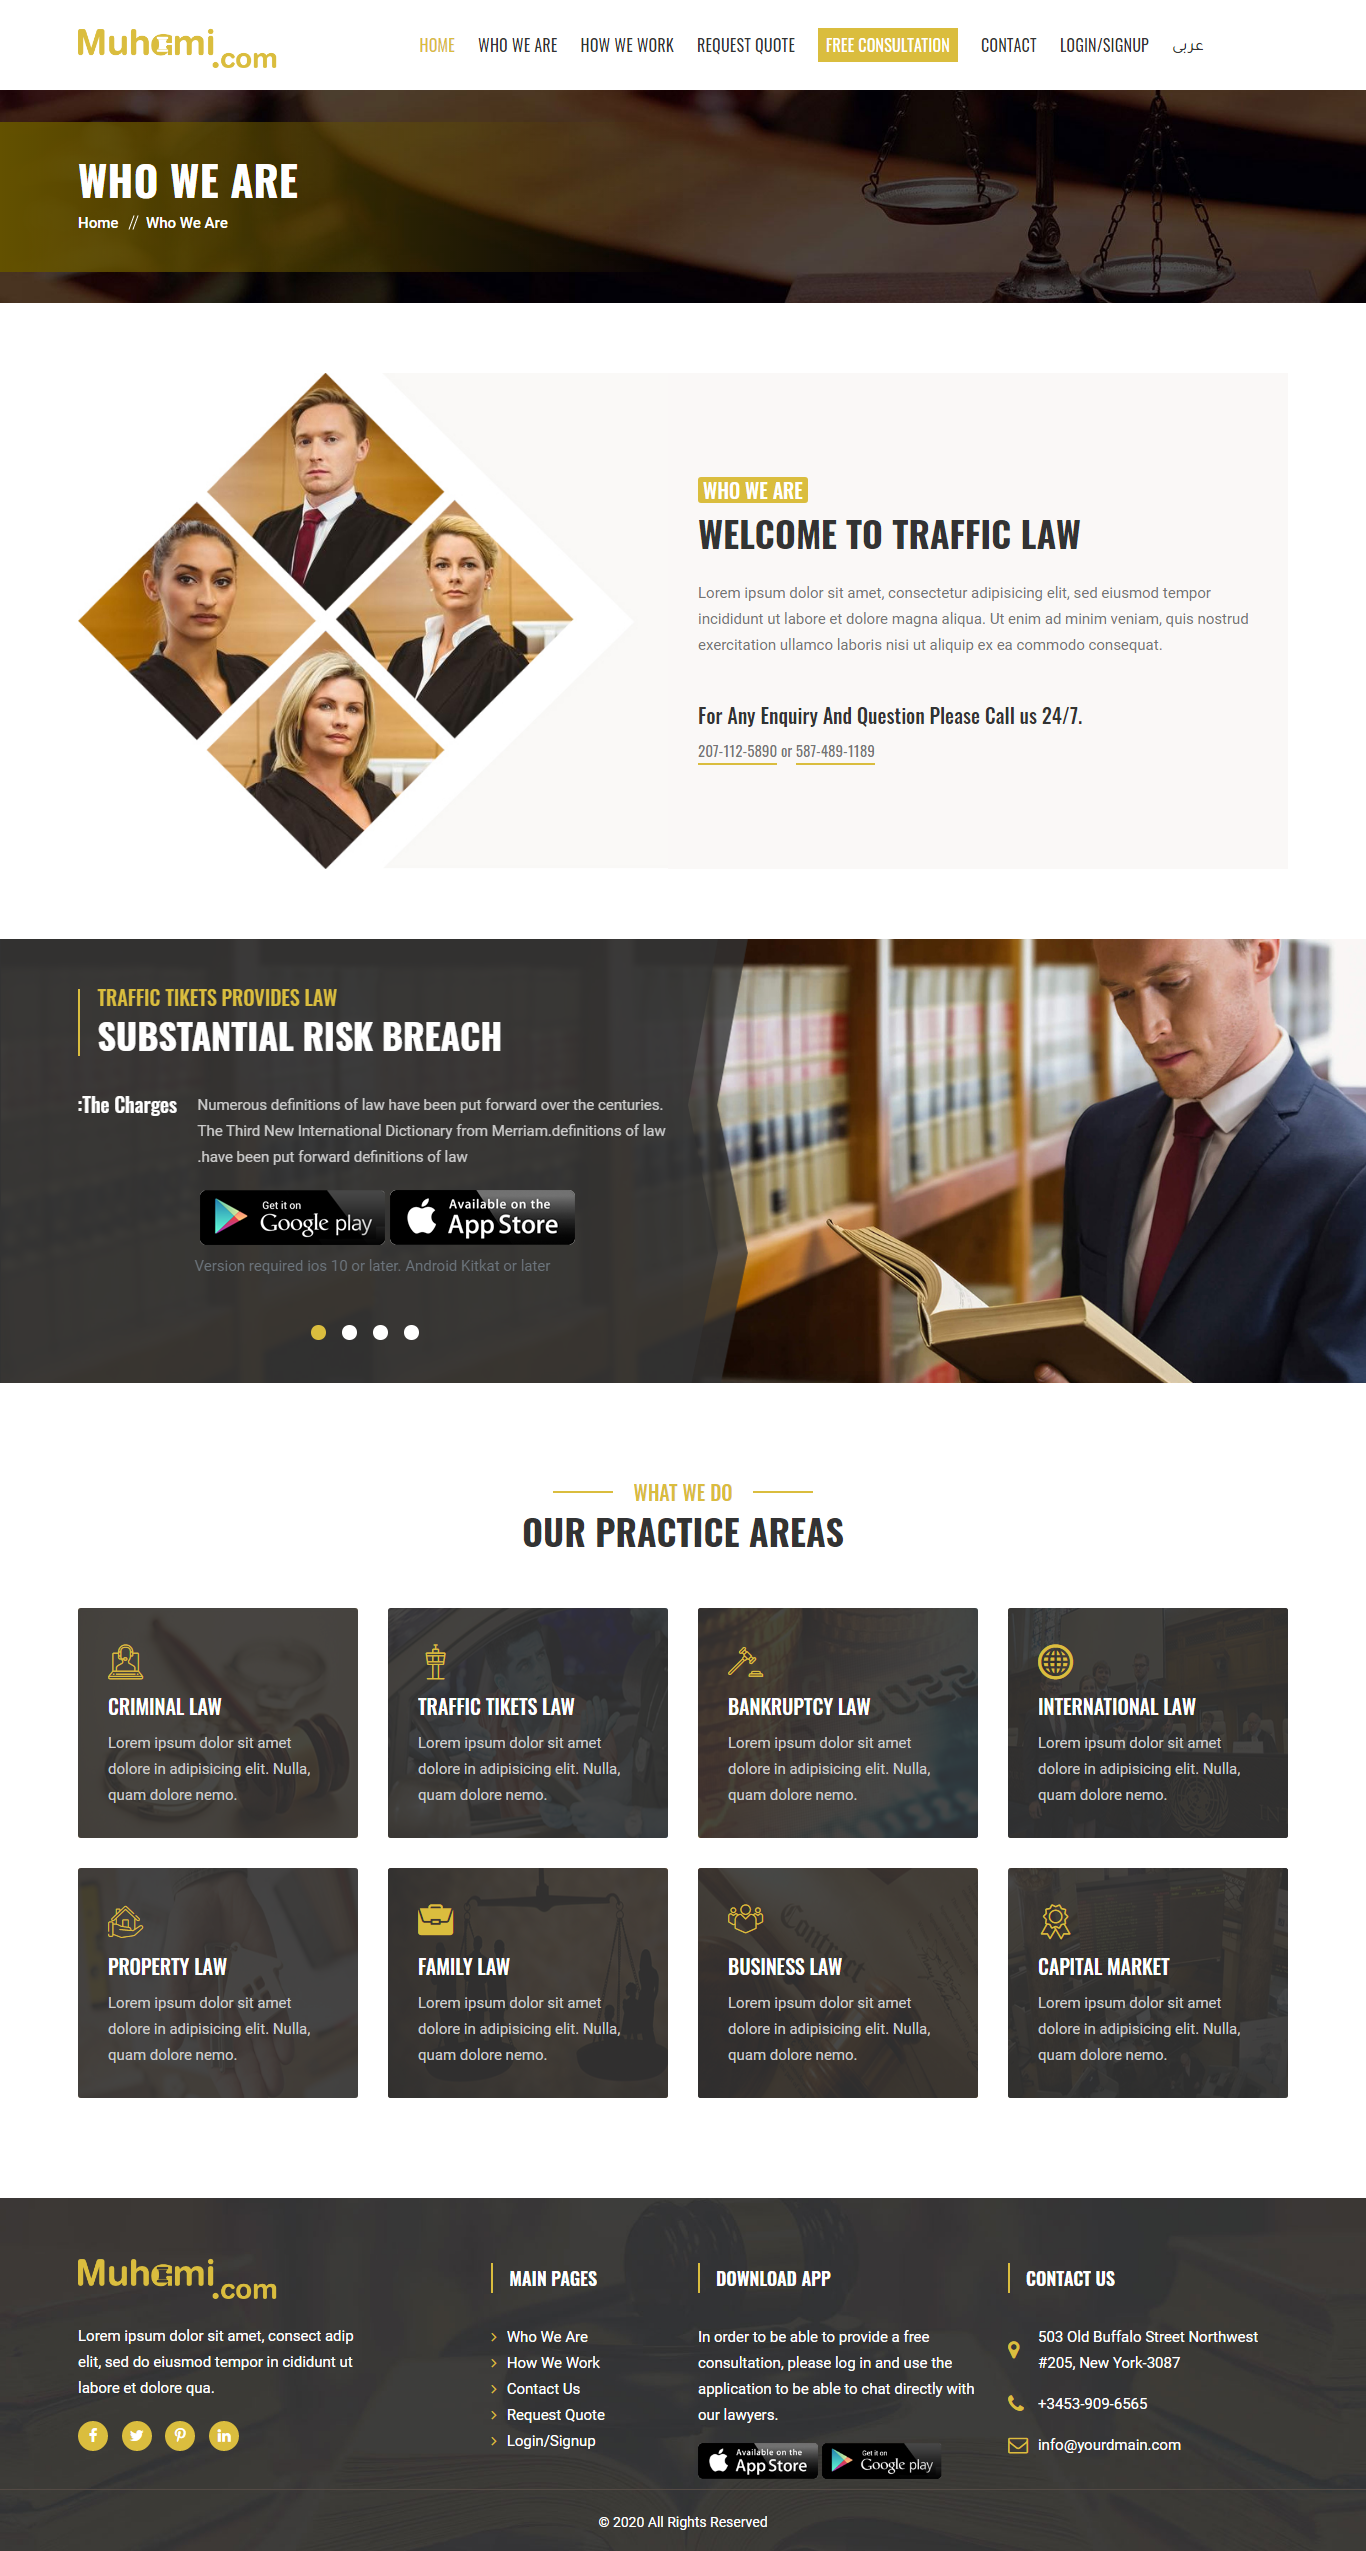 Muhami.com
HOME WHO WE ARE HOW WE WORK REQUEST QUOTE FREE CONSULTATION CONTACT LOGIN/SIGNUP عربى
WHO WE ARE
Home // Who We Are
WHO WE ARE
WELCOME TO TRAFFIC LAW
Lorem ipsum dolor sit amet, consectetur adipisicing elit, sed eiusmod tempor
incididunt ut labore et dolore magna aliqua. Ut enim ad minim veniam, quis nostrud
exercitation ullamco laboris nisi ut aliquip ex ea commodo consequat.
For Any Enquiry And Question Please Call us 24/7.
207-112-5890 or 587-489-1189
TRAFFIC TIKETS PROVIDES LAW
SUBSTANTIAL RISK BREACH
:The Charges
Numerous definitions of law have been put forward over the centuries.
The Third New International Dictionary from Merriam.definitions of law
.have been put forward definitions of law
Get it on
Google play
Available on the
App Store
Version required ios 10 or later. Android Kitkat or later
WHAT WE DO
OUR PRACTICE AREAS
CRIMINAL LAW
Lorem ipsum dolor sit amet
dolore in adipisicing elit. Nulla,
quam dolore nemo.
TRAFFIC TIKETS LAW
Lorem ipsum dolor sit amet
dolore in adipisicing elit. Nulla,
quam dolore nemo.
BANKRUPTCY LAW
Lorem ipsum dolor sit amet
dolore in adipisicing elit. Nulla,
quam dolore nemo.
INTERNATIONAL LAW
Lorem ipsum dolor sit amet
dolore in adipisicing elit. Nulla,
quam dolore nemo.
PROPERTY LAW
Lorem ipsum dolor sit amet
dolore in adipisicing elit. Nulla,
quam dolore nemo.
FAMILY LAW
Lorem ipsum dolor sit amet
dolore in adipisicing elit. Nulla,
quam dolore nemo.
Contract
BUSINESS LAW
Lorem ipsum dolor sit amet
dolore in adipisicing elit. Nulla,
quam dolore nemo.
CAPITAL MARKET
Lorem ipsum dolor sit amet
dolore in adipisicing elit. Nulla,
quam dolore nemo.
Muhami.com
Lorem ipsum dolor sit amet, consect adip
elit, sed do eiusmod tempor in cididunt ut
labore et dolore qua.
MAIN PAGES
Who We Are
How We Work
Contact Us
Request Quote
Login/Signup
DOWNLOAD APP
In order to be able to provide a free
consultation, please log in and use the
application to be able to chat directly with
our lawyers.
Available on the
App Store
Get it on
Google play
CONTACT US
503 Old Buffalo Street Northwest
#205, New York-3087
+3453-909-6565
info@yourdmain.com
© 2020 All Rights Reserved